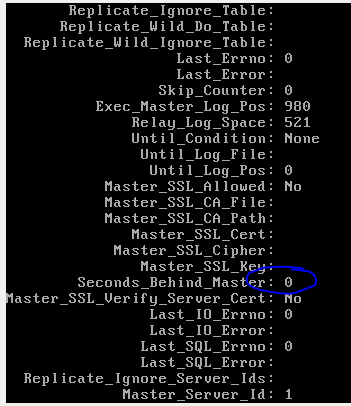 Replicate_Ignore_Table:
Replicate_Wild_Do_Table:
Replicate_Wild_Ignore_Table:
Last_Errno: 0
Last_Error:
Skip_Counter: 0
Exec_Master_Log_Pos: 980
Relay_Log_Space: 521
Until_Condition: None
Until_Log_File:
Until_Log_Pos: 0
Master_SSL_Allowed: No
Master_SSL_CA_File:
Master_SSL_CA_Path:
Master_SSL_Cert:
Master_SSL_Cipher:
Master_SSL_Key:
Seconds_Behind_Master: 0
Master_SSL_Verify_Server_Cert: No
Last_IO_Errno: 0
Last_IO_Error:
Last_SQL_Errno: 0
Last_SQL_Error:
Replicate_Ignore_Server_Ids:
Master_Server_Id: 1